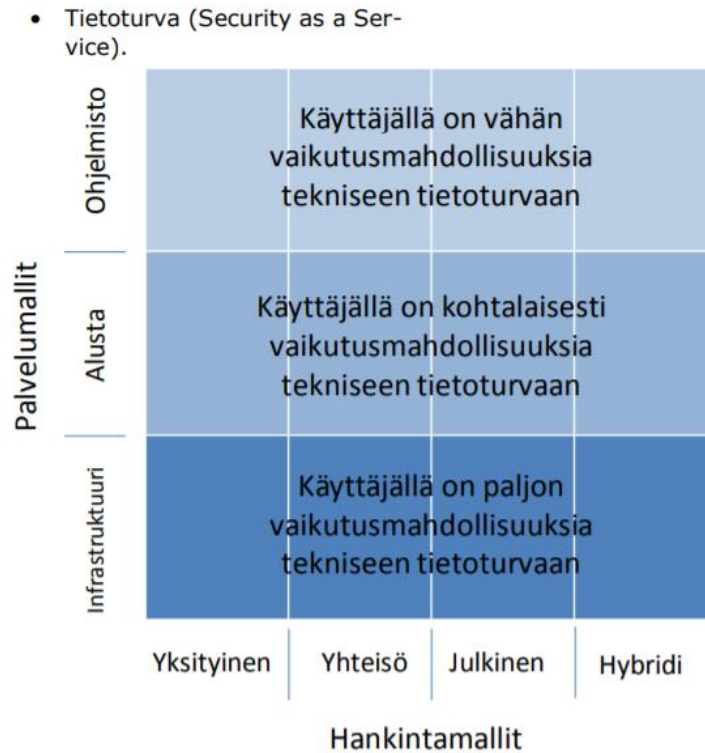 • Tietoturva (Security as a Ser-
vice).
Palvelumallit
Ohjelmisto
Käyttäjällä on vähän
vaikutusmahdollisuuksia
tekniseen tietoturvaan
Alusta
Käyttäjällä on kohtalaisesti
vaikutusmahdollisuuksia
tekniseen tietoturvaan
Infrastruktuuri
Käyttäjällä on paljon
vaikutusmahdollisuuksia
tekniseen tietoturvaan
Yksityinen
Yhteisö
Julkinen
Hybridi
Hankintamallit